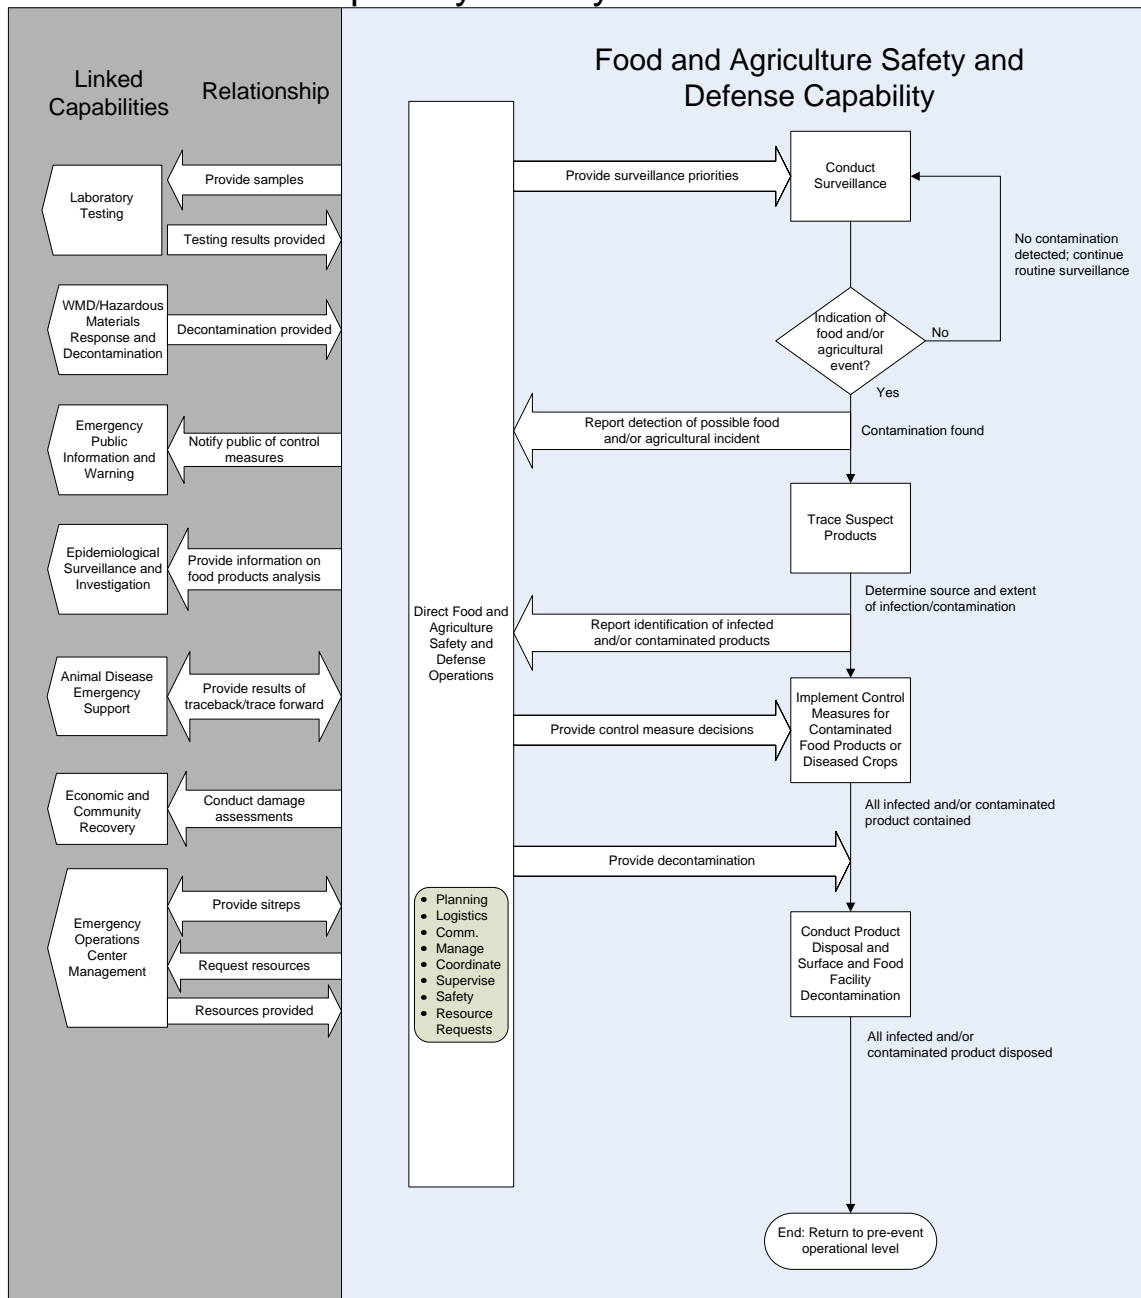 Linked
Capabilities
Relationship
Food and Agriculture Safety and
Defense Capability
Laboratory
Testing
Provide samples
Testing results provided
WMD/Hazardous
Materials
Response and
Decontamination
Decontamination provided
Emergency
Public
Information and
Warning
Notify public of control
measures
Epidemiological
Surveillance and
Investigation
Provide information on
food products analysis
Animal Disease
Emergency
Support
Provide results of
traceback/trace forward
Economic and
Community
Recovery
Conduct damage
assessments
Emergency
Operations
Center
Management
Provide sitreps
Request resources
Resources provided
Direct Food and
Agriculture
Safety and
Defense
Operations
• Planning
• Logistics
• Comm.
• Manage
• Coordinate
• Supervise
• Safety
• Resource
Requests
Provide surveillance priorities
Conduct
Surveillance
No contamination
detected; continue
routine surveillance
Indication of
food and/or
agricultural
event?
No
Yes
Report detection of possible food
and/or agricultural incident
Contamination found
Trace Suspect
Products
Determine source and extent
of infection/contamination
Report identification of infected
and/or contaminated products
Provide control measure decisions
Implement Control
Measures for
Contaminated
Food Products or
Diseased Crops
All infected and/or contaminated
product contained
Provide decontamination
Conduct Product
Disposal and
Surface and Food
Facility
Decontamination
All infected and/or
contaminated product disposed
End: Return to pre-event
operational level